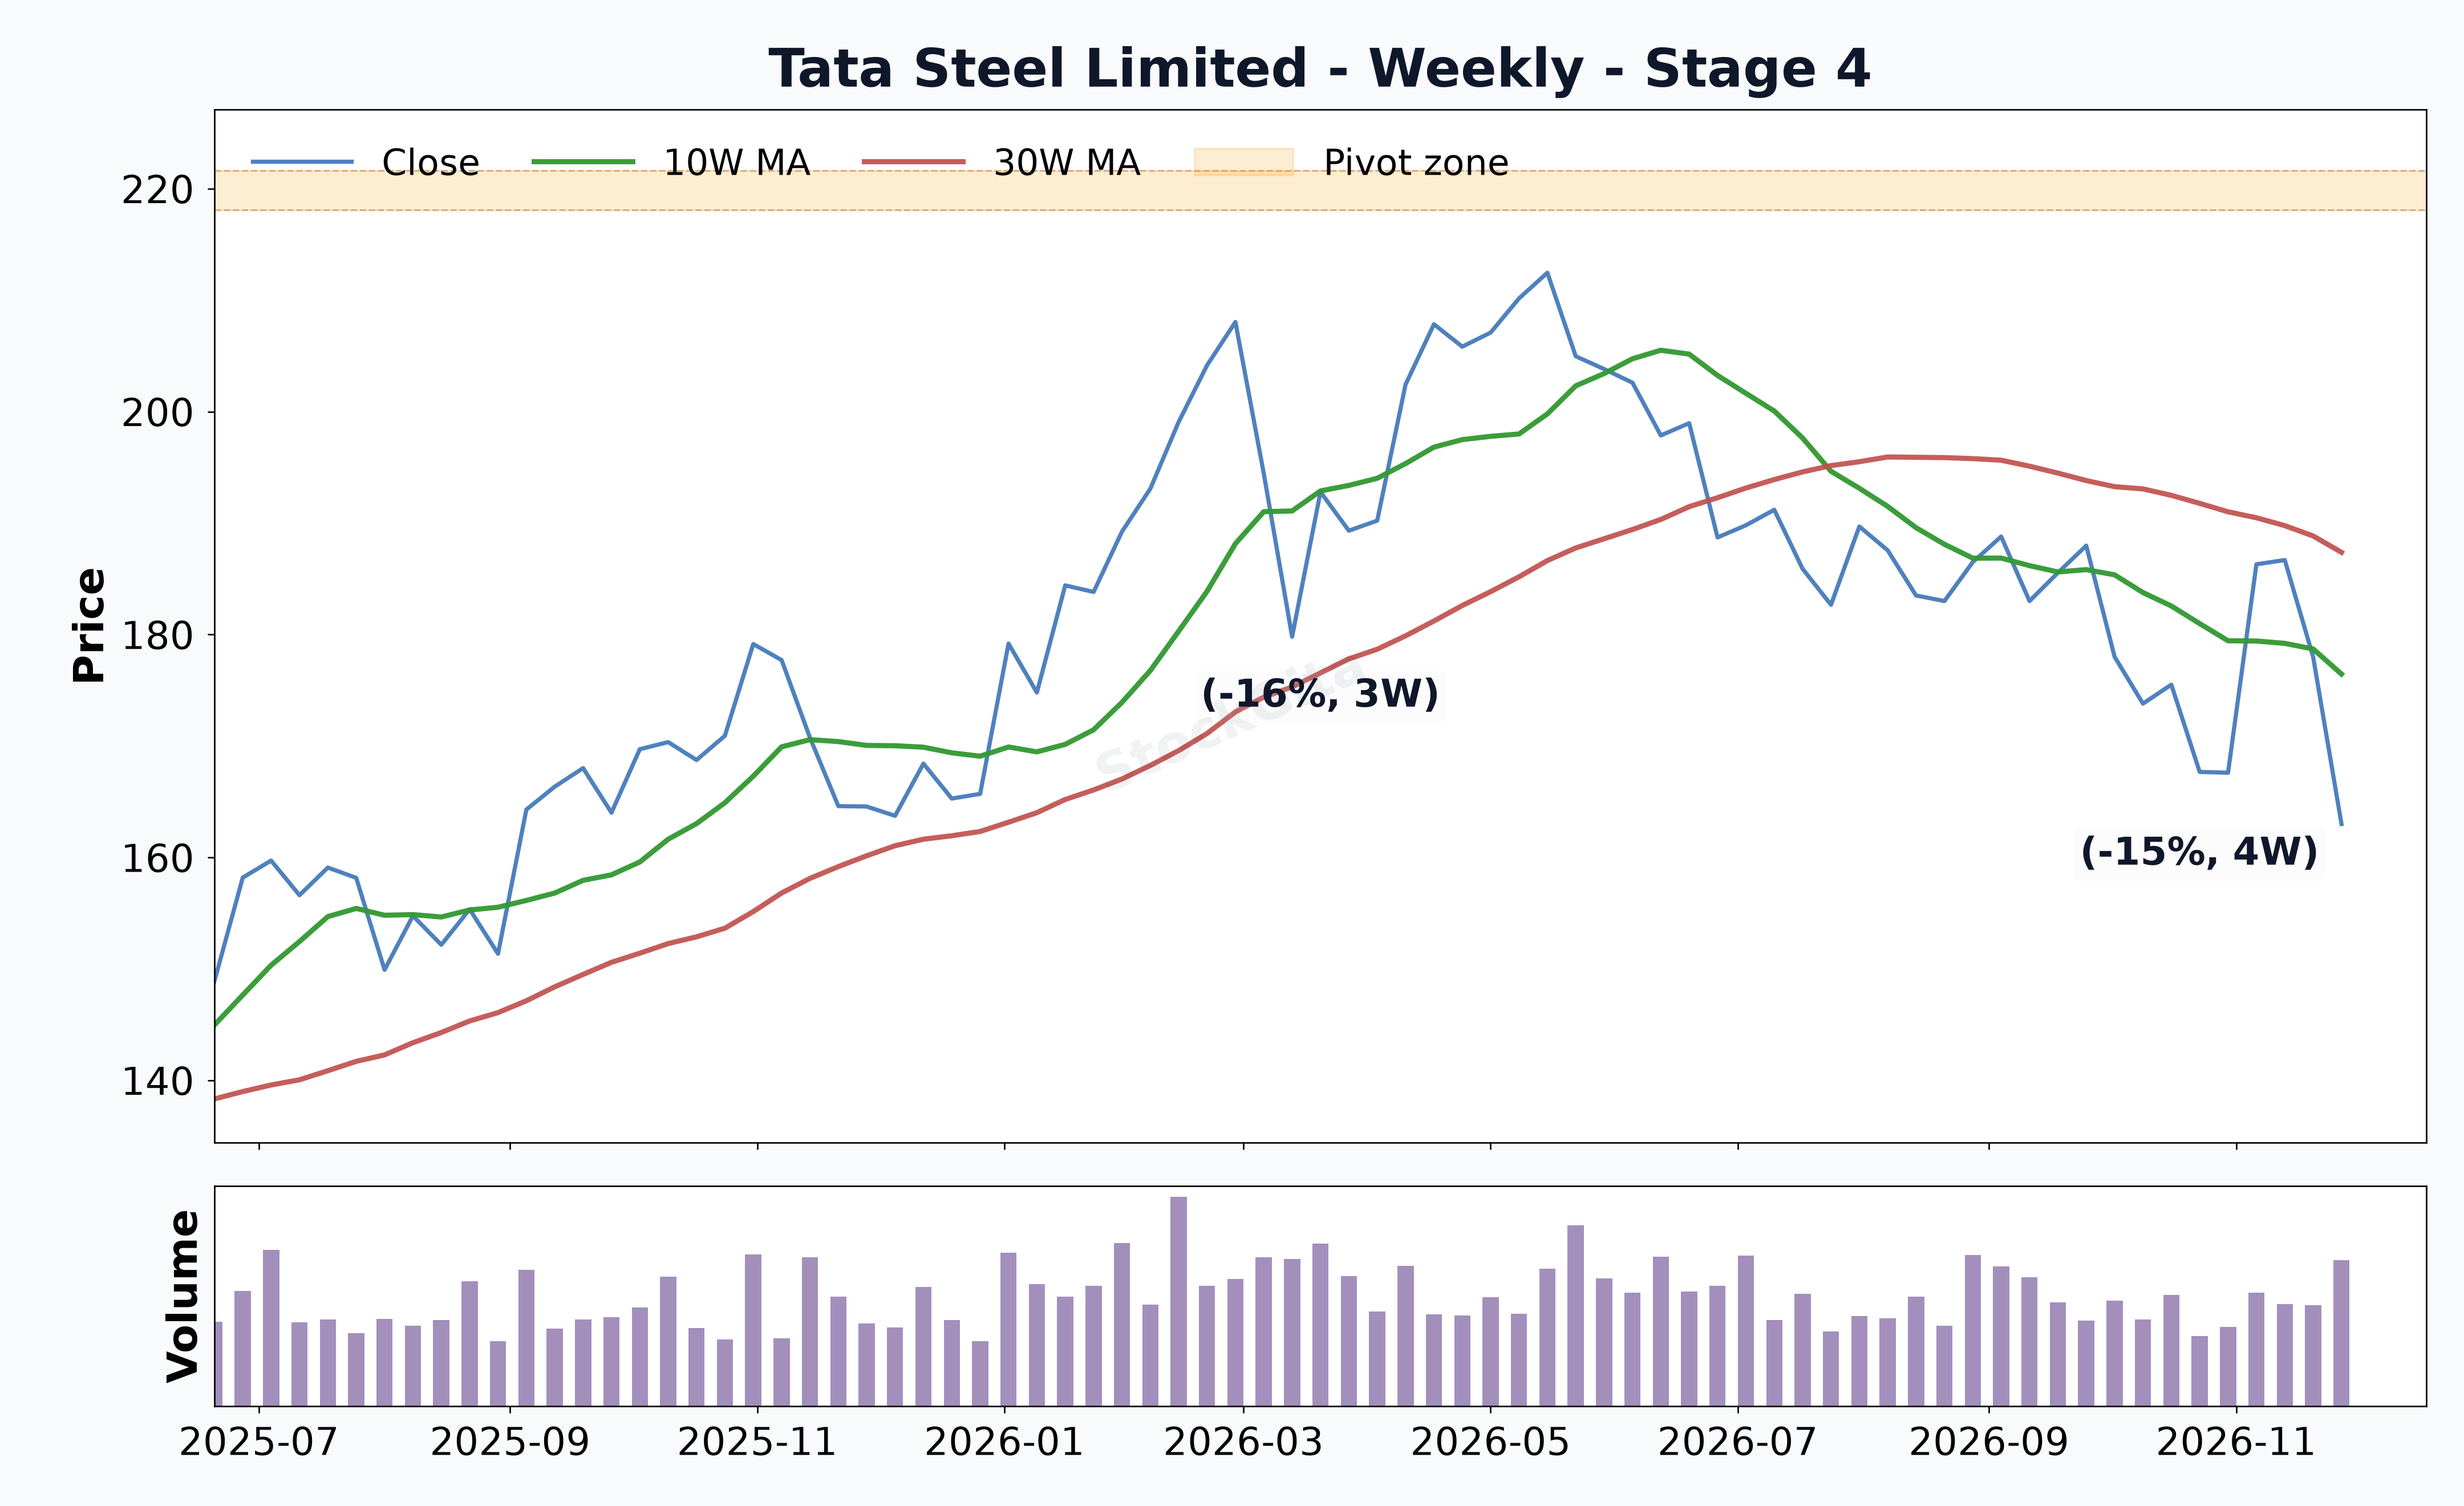 Tata Steel Limited - Weekly - Stage 4
Close
10W MA
30W MA
Pivot zone
220
200
180
160
140
Price
(-16%, 3W)
(-15%, 4W)
Volume
2025-07
2025-09
2025-11
2026-01
2026-03
2026-05
2026-07
2026-09
2026-11